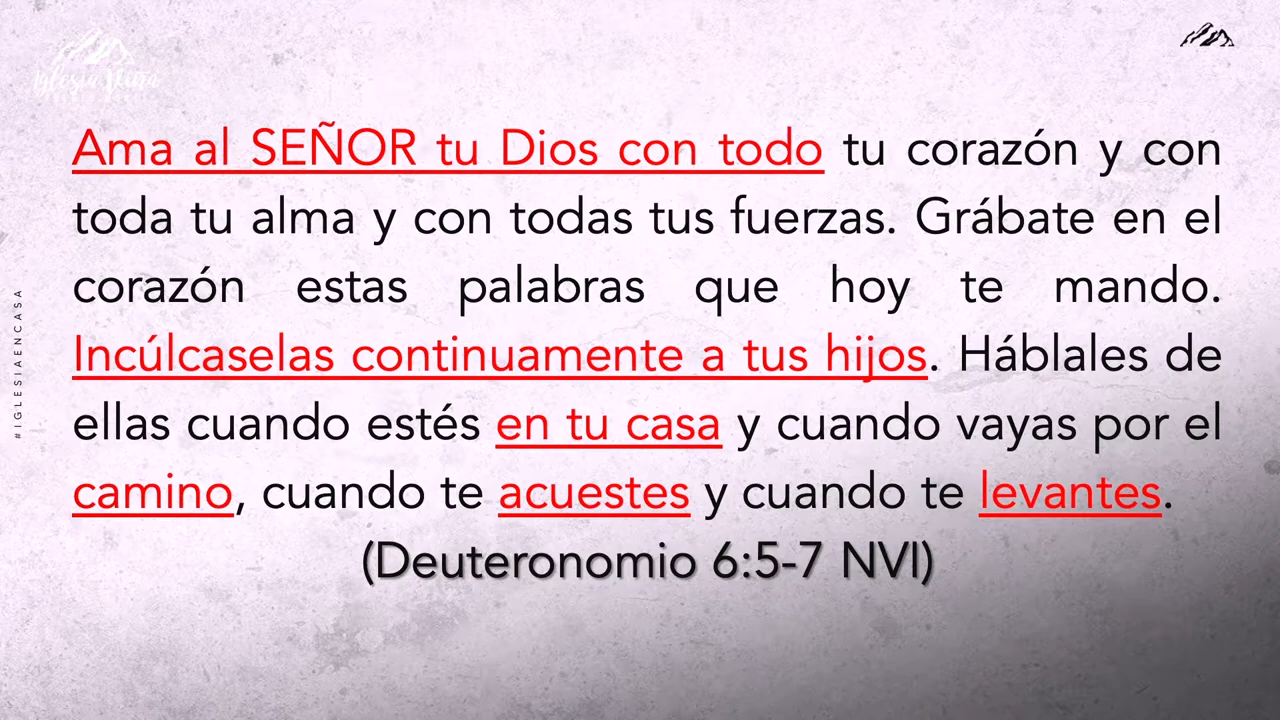 Ama al SEÑOR tu Dios con todo tu corazón y con
toda tu alma y con todas tus fuerzas. Grábate en el
corazón estas palabras que hoy te mando.
Incúlcaselas continuamente a tus hijos. Háblales de
ellas cuando estés en tu casa y cuando vayas por el
camino, cuando te acuestes y cuando te levantes.
(Deuteronomio 6:5-7 NVI)
#IGLESIAENCASA